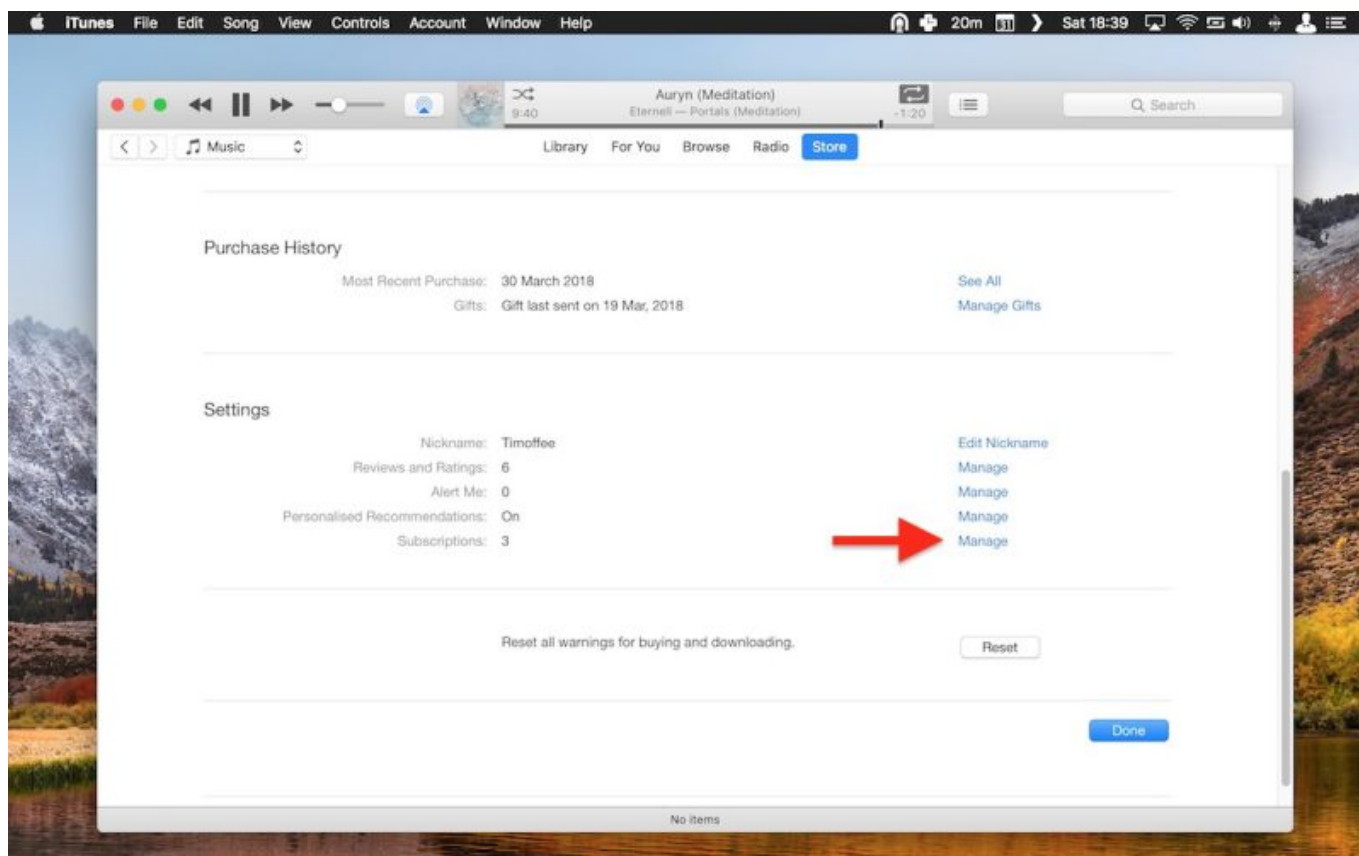 iTunes File Edit Song View Controls Account Window Help 20m 31 Sat 18:39
Auryn (Meditation)
9:40 Eternell — Portals (Meditation) -1:20 Search
Music Library For You Browse Radio Store
Purchase History
Most Recent Purchase: 30 March 2018 See All
Gifts: Gift last sent on 19 Mar, 2018 Manage Gifts
Settings
Nickname: Timoffee Edit Nickname
Reviews and Ratings: 6 Manage
Alert Me: 0 Manage
Personalised Recommendations: On Manage
Subscriptions: 3 Manage
Reset all warnings for buying and downloading. Reset
Done
No items